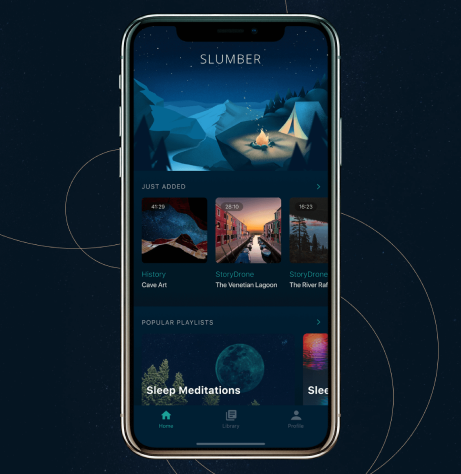 SLUMBER
JUST ADDED
41:29
28:10
16:23
History
StoryDrone
StoryDrone
Cave Art
The Venetian Lagoon
The River Raf
POPULAR PLAYLISTS
Sleep Meditations
Slee
Home
Library
Profile